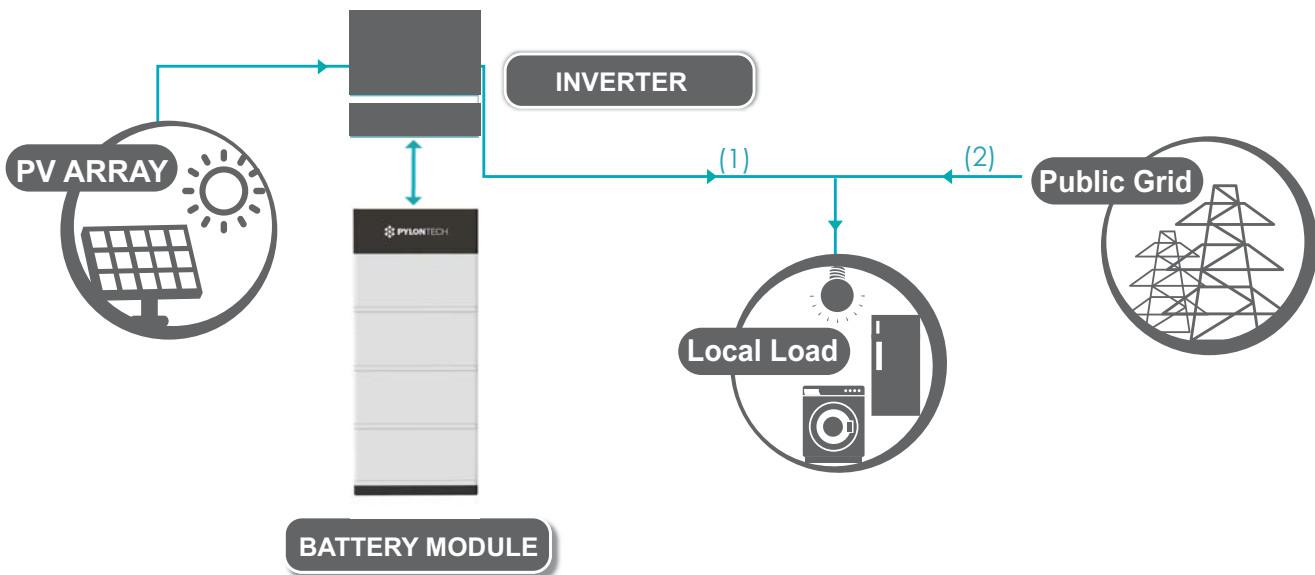 INVERTER
PV ARRAY
(1)
(2)
Public Grid
PYLONTECH
Local Load
BATTERY MODULE